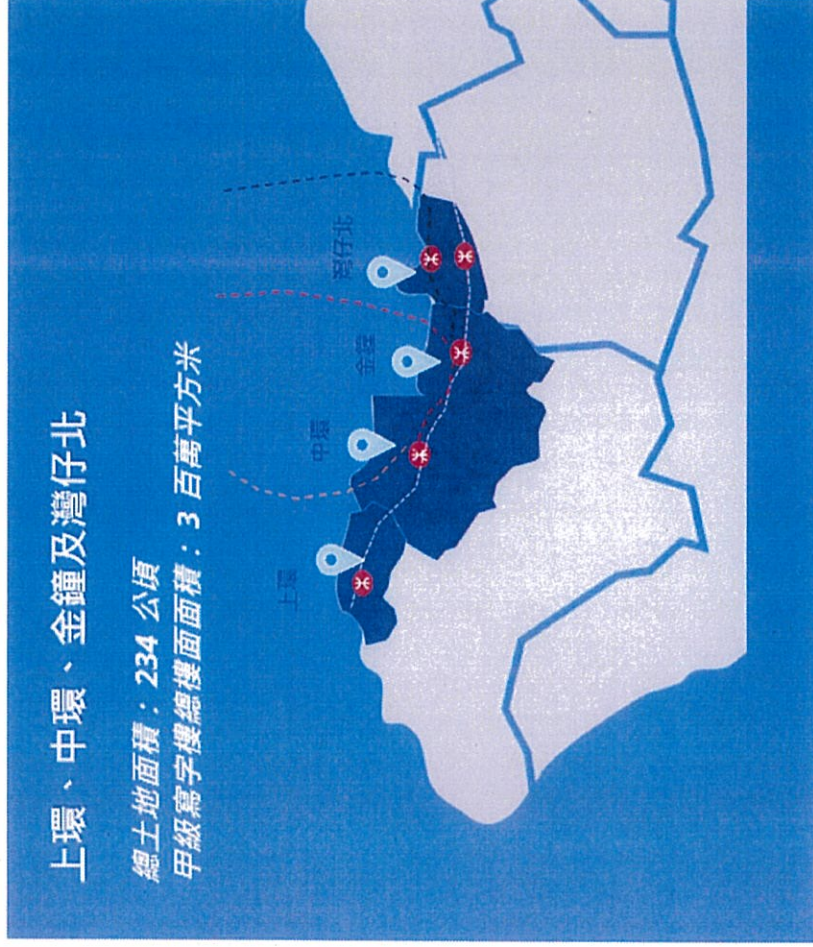 上環、中環、金鐘及灣仔北
總土地面積：234 公頃
甲級寫字樓總樓面面積：3 百萬平方米
上環
中環
金鐘
灣仔北